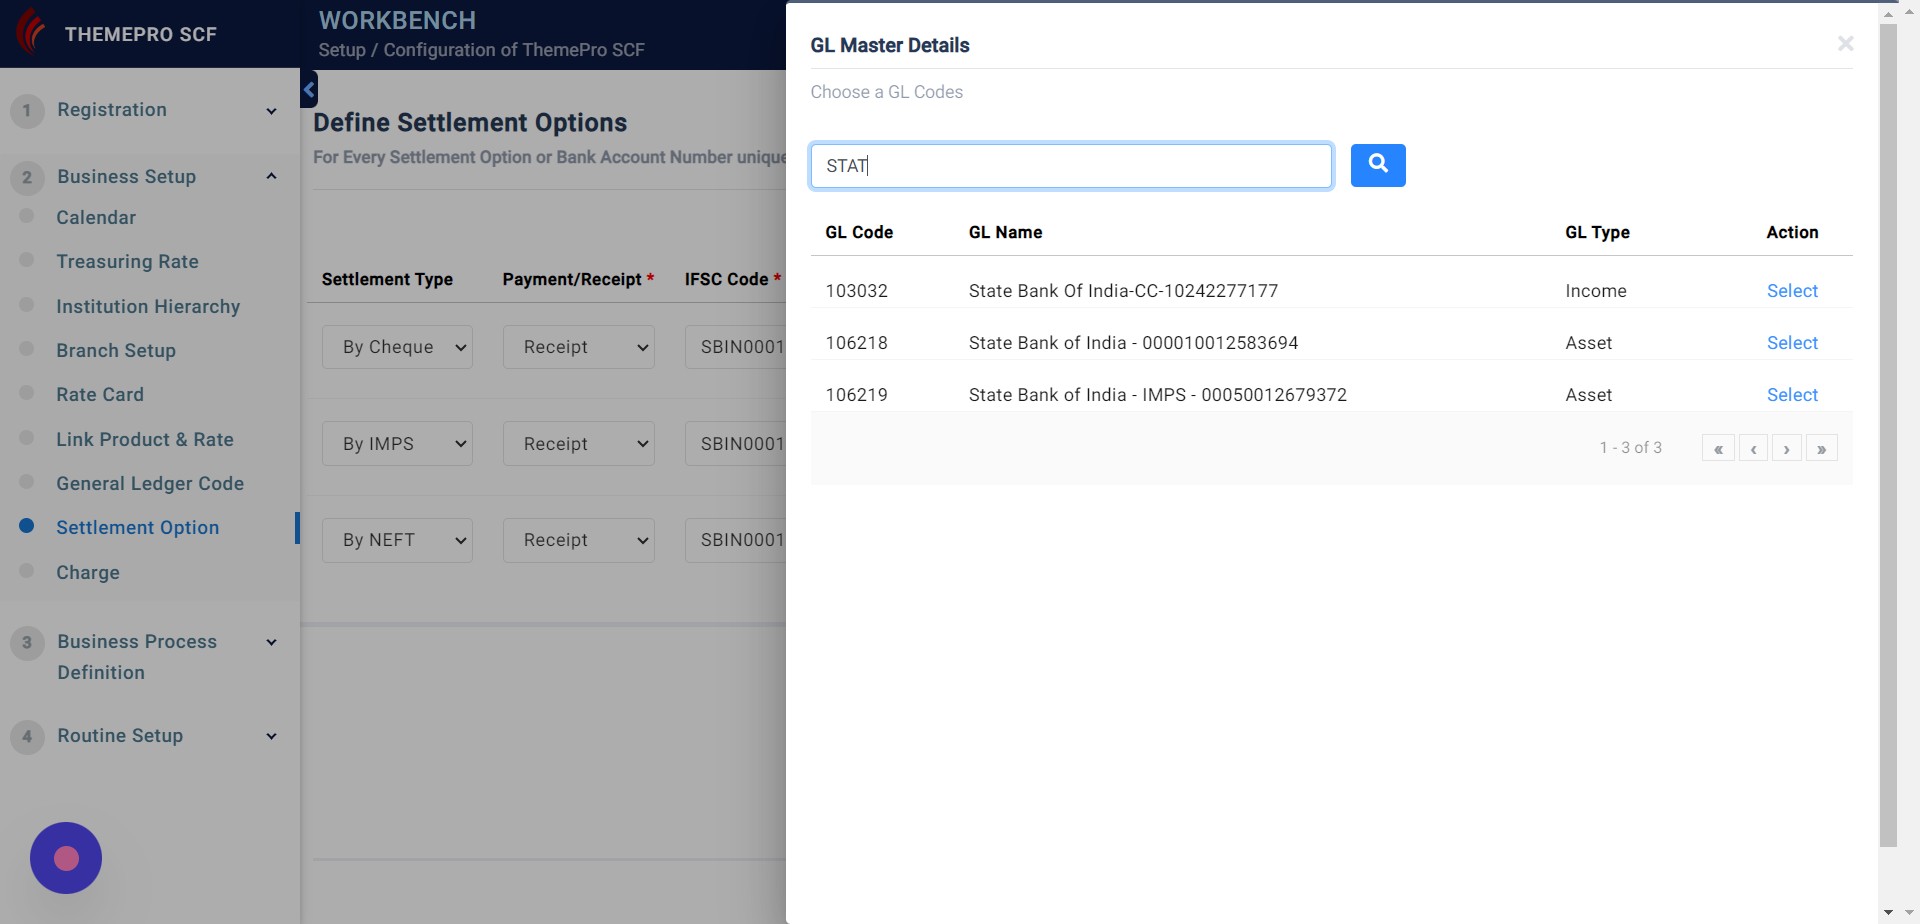 THEMEPRO SCF
WORKBENCH
Setup / Configuration of ThemePro SCF
1 Registration
2 Business Setup
Calendar
Treasuring Rate
Institution Hierarchy
Branch Setup
Rate Card
Link Product & Rate
General Ledger Code
Settlement Option
Charge
3 Business Process
Definition
4 Routine Setup
Define Settlement Options
For Every Settlement Option or Bank Account Number unique
Settlement Type Payment/Receipt * IFSC Code *
By Cheque Receipt SBIN0001
By IMPS Receipt SBIN0001
By NEFT Receipt SBIN0001
GL Master Details
×
Choose a GL Codes
STAT
GL Code GL Name GL Type Action
103032 State Bank Of India-CC-10242277177 Income Select
106218 State Bank of India - 000010012583694 Asset Select
106219 State Bank of India - IMPS - 00050012679372 Asset Select
1 - 3 of 3 « ‹ › »